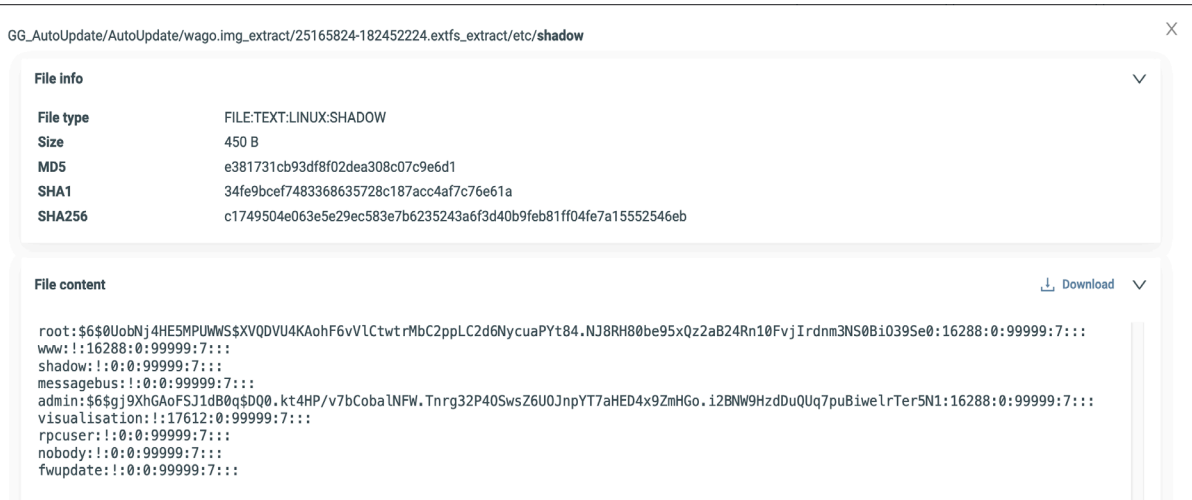 GG_AutoUpdate/AutoUpdate/wago.img_extract/25165824-182452224.extfs_extract/etc/shadow
X
File info
File type FILE:TEXT:LINUX:SHADOW
Size 450 B
MD5 e381731cb93df8f02dea308c07c9e6d1
SHA1 34fe9bcef7483368635728c187acc4af7c76e61a
SHA256 c1749504e063e5e29ec583e7b6235243a6f3d40b9feb81ff04fe7a15552546eb
File content
Download
root:$6$0UobNj4HE5MPUWWS$XVQDVU4KAohF6vVlCtwtrMbC2ppLC2d6NycuaPYt84.NJ8RH80be95xQz2aB24Rn10FvjIrdnm3NS0BiO39Se0:16288:0:99999:7:::
www:!:16288:0:99999:7:::
shadow:!:0:0:99999:7:::
messagebus:!:0:0:99999:7:::
admin:$6$gj9XhGAoFSJ1dB0q$DQ0.kt4HP/v7bCobalNFW.Tnrg32P4OSwsZ6UOJnpYT7aHED4x9ZmHGo.i2BNW9HzdDuQUq7puBiwelrTer5N1:16288:0:99999:7:::
visualisation:!:17612:0:99999:7:::
rpcuser:!:0:0:99999:7:::
nobody:!:0:0:99999:7:::
fwupdate:!:0:0:99999:7:::